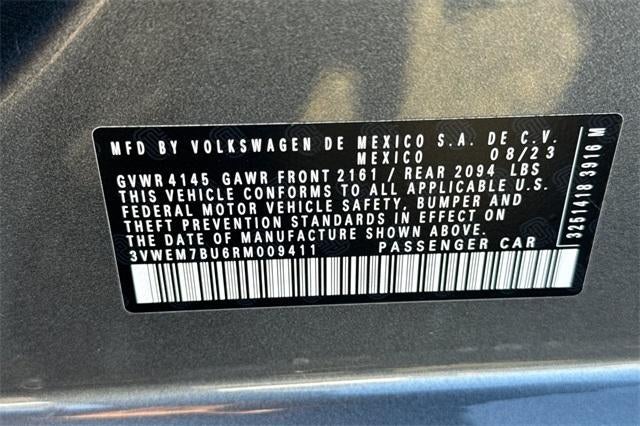 MFD BY VOLKSWAGEN DE MEXICO S.A. DE C.V.
MEXICO 08/23
GVWR 4145 GAWR FRONT 2161 / REAR 2094 LBS
THIS VEHICLE CONFORMS TO ALL APPLICABLE U.S.
FEDERAL MOTOR VEHICLE SAFETY, BUMPER AND
THEFT PREVENTION STANDARDS IN EFFECT ON
THE DATE OF MANUFACTURE SHOWN ABOVE.
3VWEM7BU6RM009411 PASSENGER CAR
3251418 3916 M